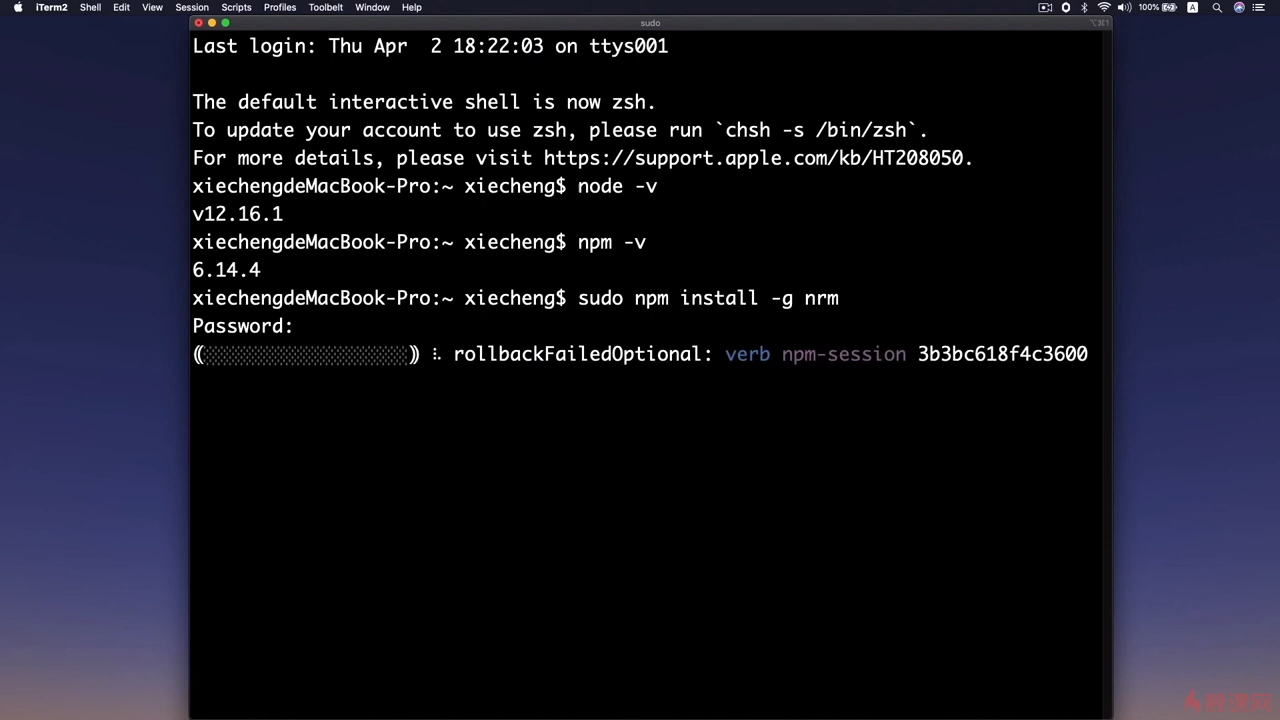 iTerm2 Shell Edit View Session Scripts Profiles Toolbelt Window Help 100% A
sudo
⌥⌘1
Last login: Thu Apr  2 18:22:03 on ttys001
The default interactive shell is now zsh.
To update your account to use zsh, please run `chsh -s /bin/zsh`.
For more details, please visit https://support.apple.com/kb/HT208050.
xiechengdeMacBook-Pro:~ xiecheng$ node -v
v12.16.1
xiechengdeMacBook-Pro:~ xiecheng$ npm -v
6.14.4
xiechengdeMacBook-Pro:~ xiecheng$ sudo npm install -g nrm
Password:
(░░░░░░░░░░░░░░░░░░) ⠧ rollbackFailedOptional: verb npm-session 3b3bc618f4c3600
慕课网